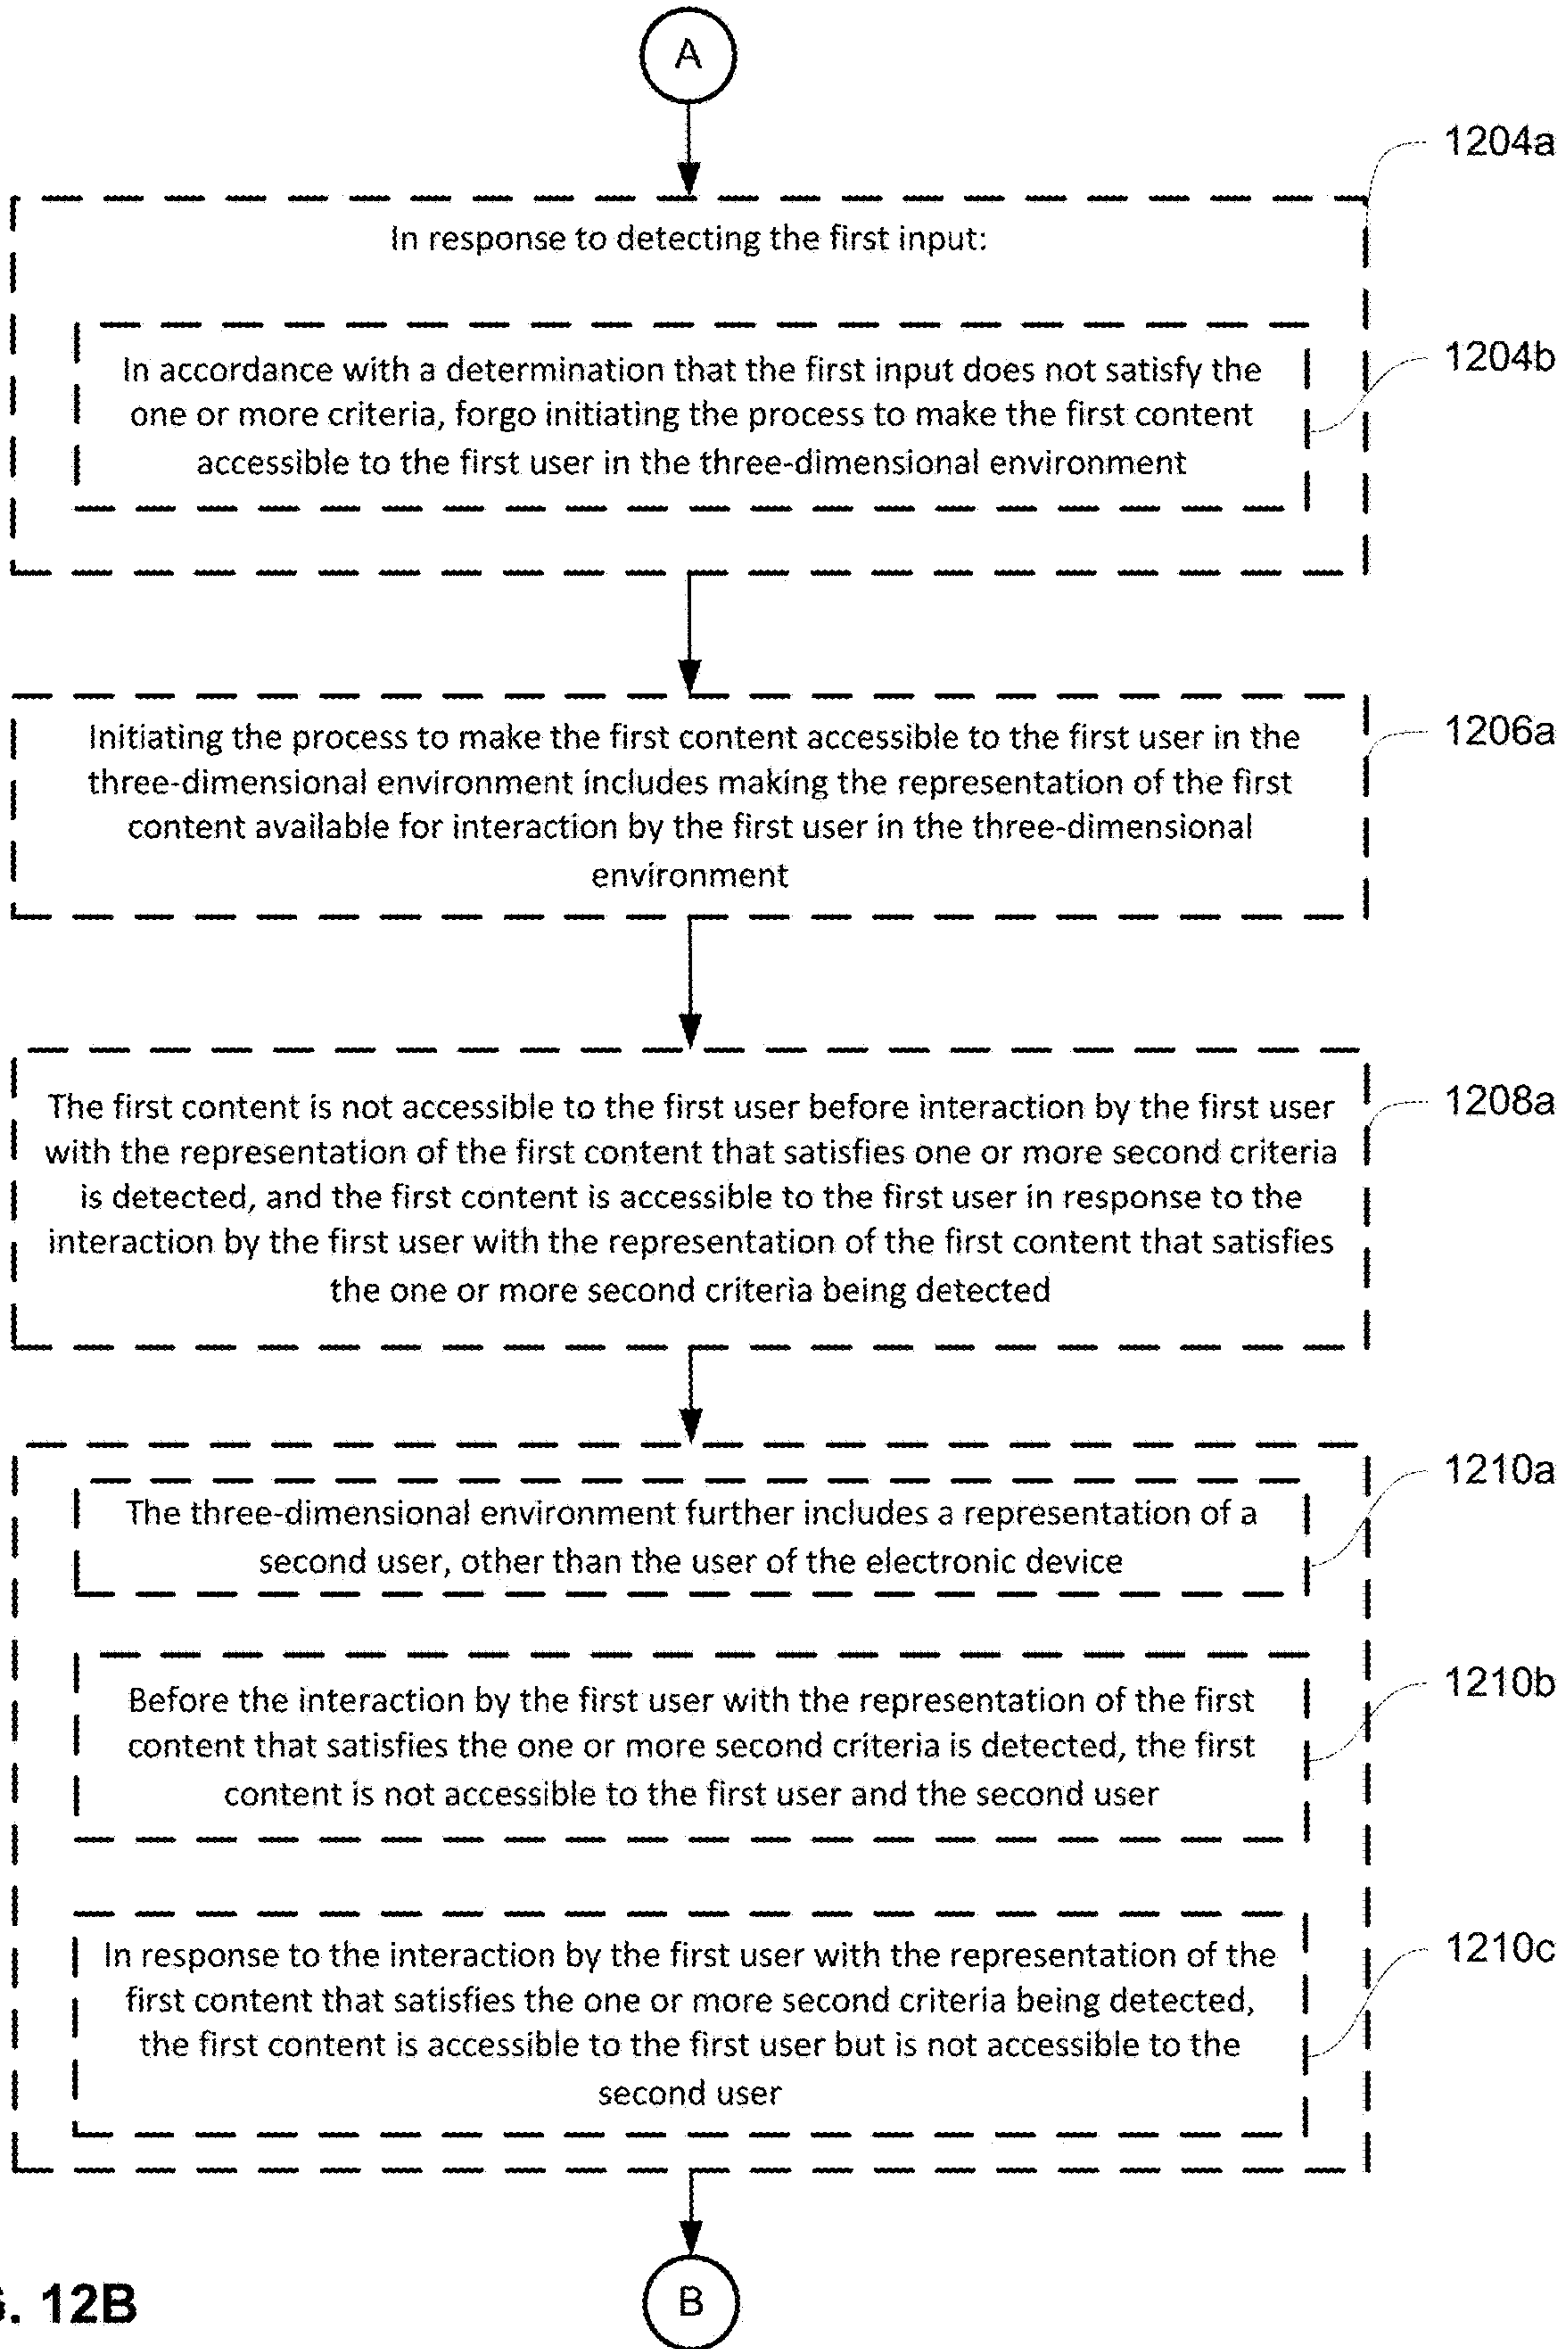 A
1204a
In response to detecting the first input:
1204b
In accordance with a determination that the first input does not satisfy the
one or more criteria, forgo initiating the process to make the first content
accessible to the first user in the three-dimensional environment
1206a
Initiating the process to make the first content accessible to the first user in the
three-dimensional environment includes making the representation of the first
content available for interaction by the first user in the three-dimensional
environment
1208a
The first content is not accessible to the first user before interaction by the first user
with the representation of the first content that satisfies one or more second criteria
is detected, and the first content is accessible to the first user in response to the
interaction by the first user with the representation of the first content that satisfies
the one or more second criteria being detected
1210a
The three-dimensional environment further includes a representation of a
second user, other than the user of the electronic device
1210b
Before the interaction by the first user with the representation of the first
content that satisfies the one or more second criteria is detected, the first
content is not accessible to the first user and the second user
1210c
In response to the interaction by the first user with the representation of the
first content that satisfies the one or more second criteria being detected,
the first content is accessible to the first user but is not accessible to the
second user
12B
B